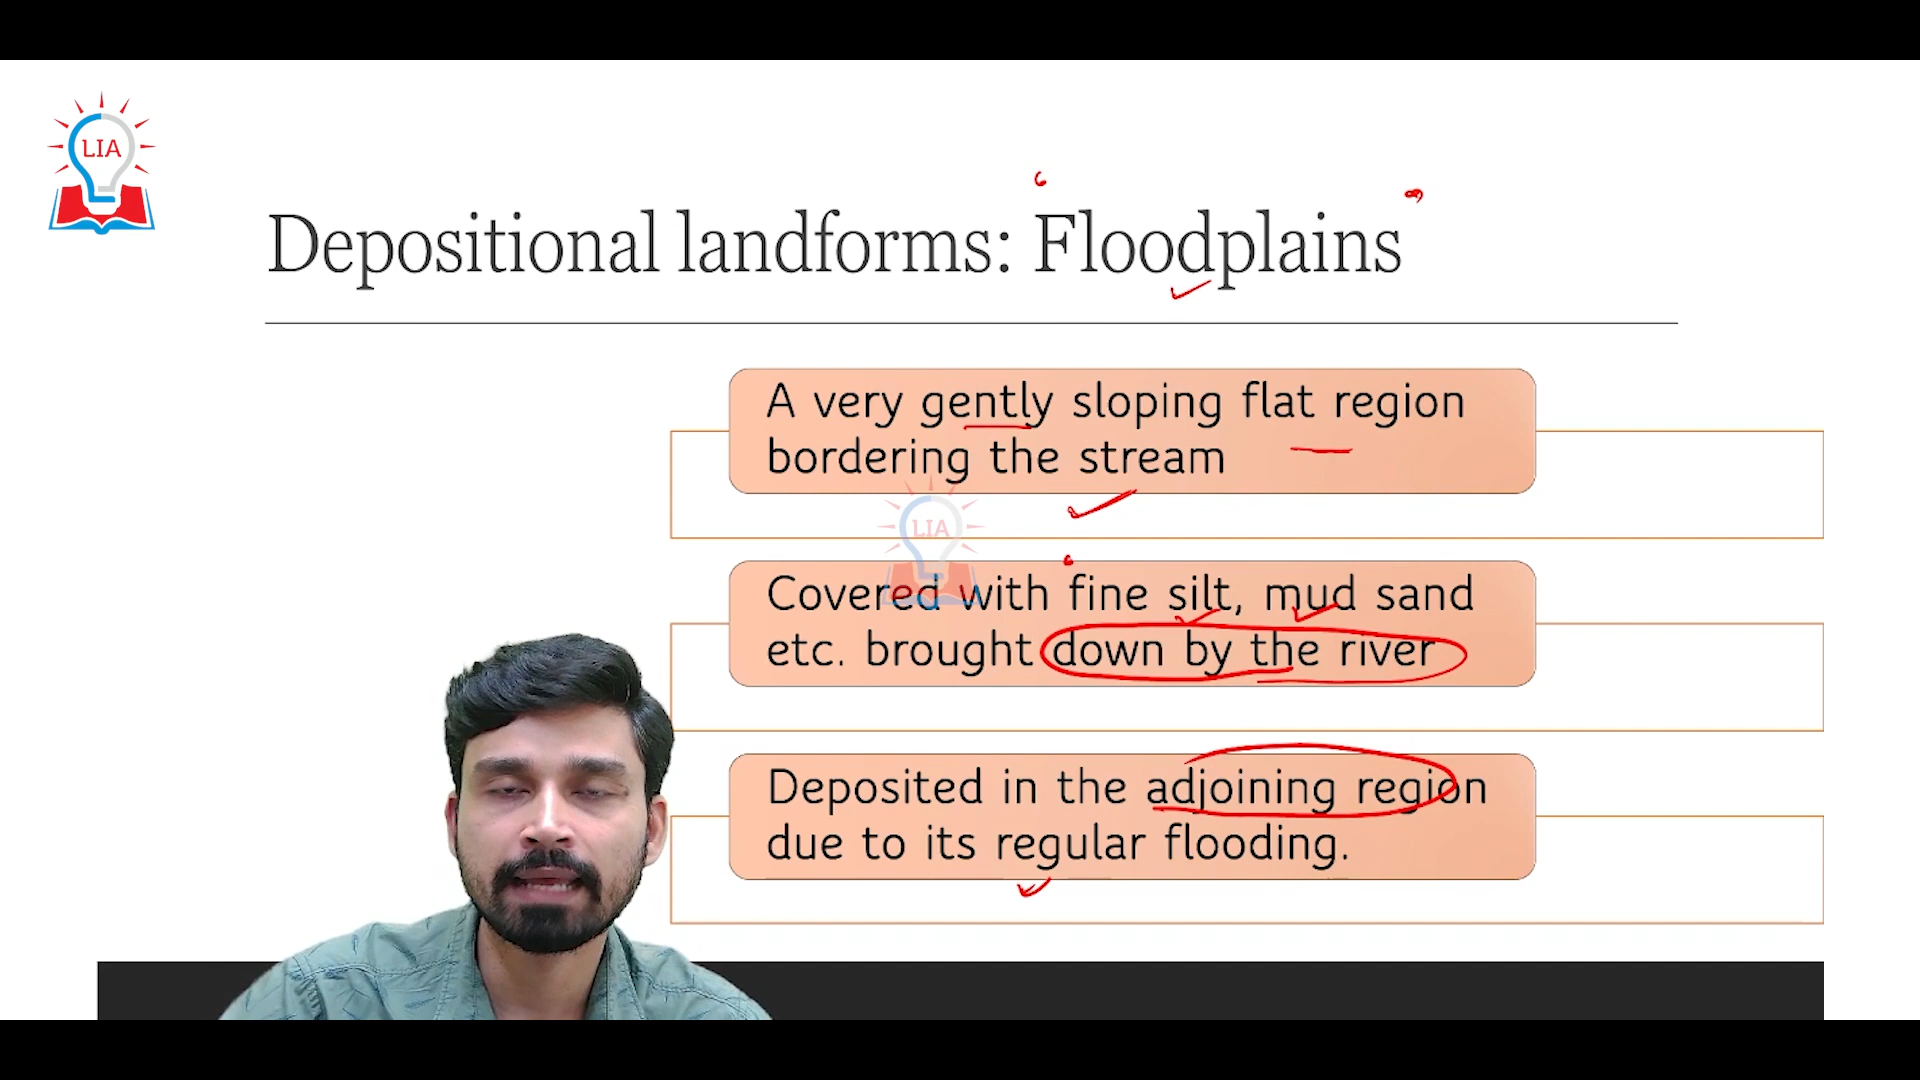 LIA
Depositional landforms: Floodplains
A very gently sloping flat region
bordering the stream
LIA
Covered with fine silt, mud sand
etc. brought down by the river
Deposited in the adjoining region
due to its regular flooding.